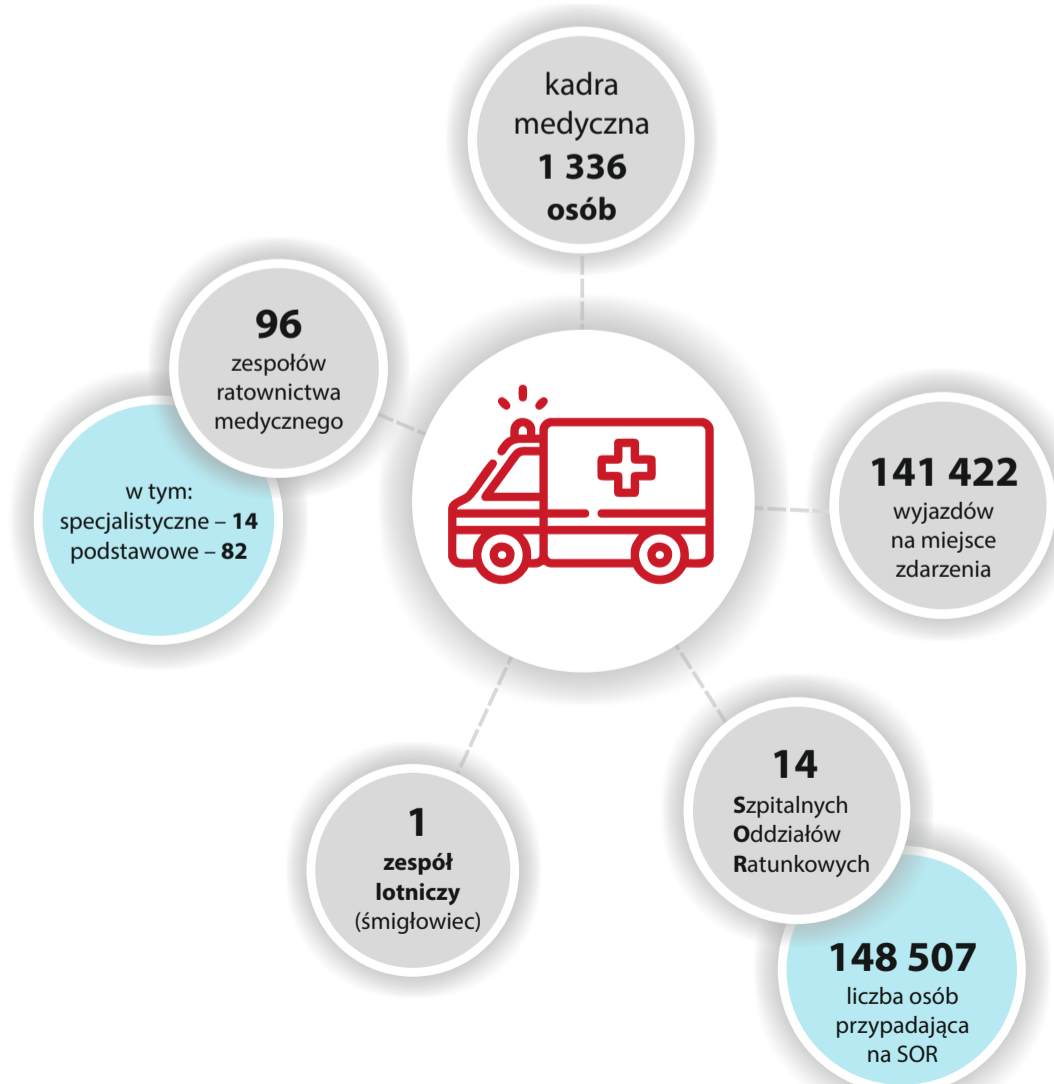 kadra
medyczna
1 336
osób
96
zespołów
ratownictwa
medycznego
w tym:
specjalistyczne – 14
podstawowe – 82
141 422
wyjazdów
na miejsce
zdarzenia
1
zespół
lotniczy
(śmigłowiec)
14
Szpitalnych
Oddziałów
Ratunkowych
148 507
liczba osób
przypadająca
na SOR